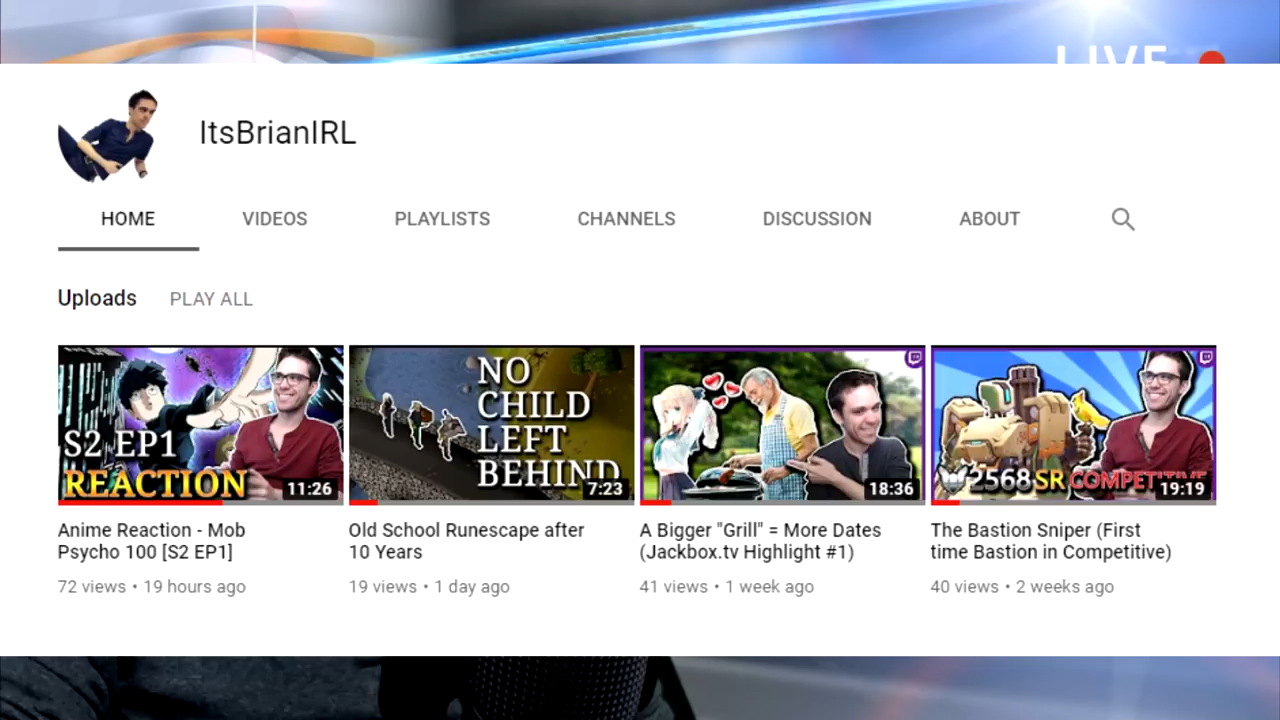 LIVE
ItsBrianIRL
HOME VIDEOS PLAYLISTS CHANNELS DISCUSSION ABOUT
Uploads PLAY ALL
S2 EP1
REACTION
11:26
NO
CHILD
LEFT
BEHIND
7:23
18:36
2568 SR COMPETITIVE
19:19
Anime Reaction - Mob
Psycho 100 [S2 EP1]
72 views • 19 hours ago
Old School Runescape after
10 Years
19 views • 1 day ago
A Bigger "Grill" = More Dates
(Jackbox.tv Highlight #1)
41 views • 1 week ago
The Bastion Sniper (First
time Bastion in Competitive)
40 views • 2 weeks ago